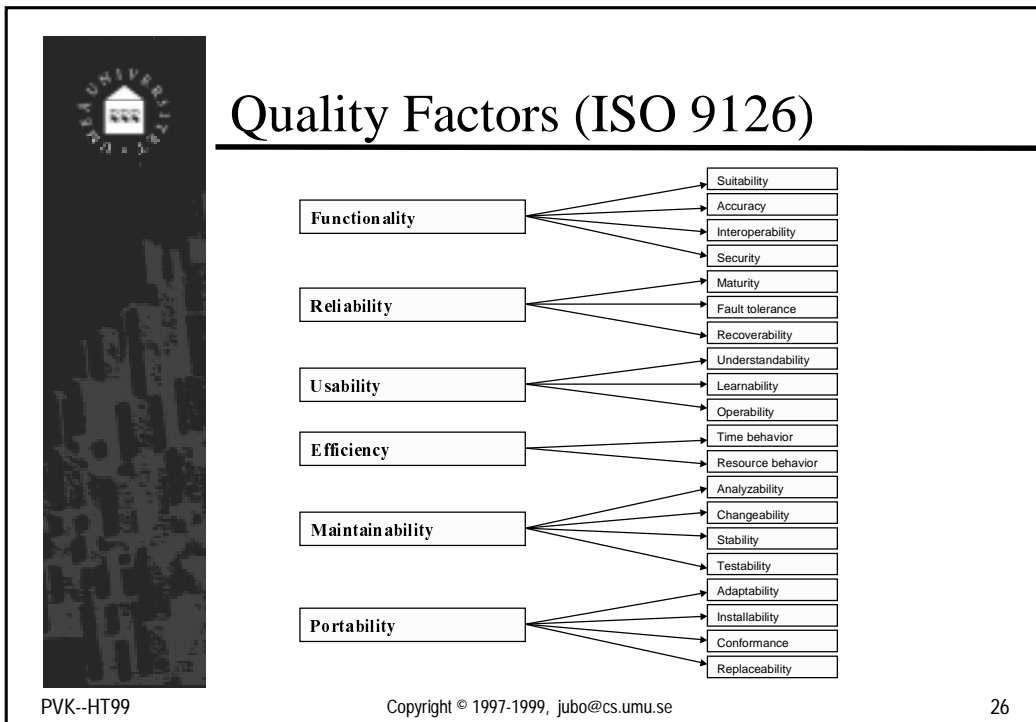 UMEÅ UNIVERSITET
Quality Factors (ISO 9126)
Functionality
Suitability
Accuracy
Interoperability
Security
Reliability
Maturity
Fault tolerance
Recoverability
Usability
Understandability
Learnability
Operability
Efficiency
Time behavior
Resource behavior
Maintainability
Analyzability
Changeability
Stability
Testability
Portability
Adaptability
Installability
Conformance
Replaceability
PVK--HT99 Copyright © 1997-1999, jubo@cs.umu.se 26